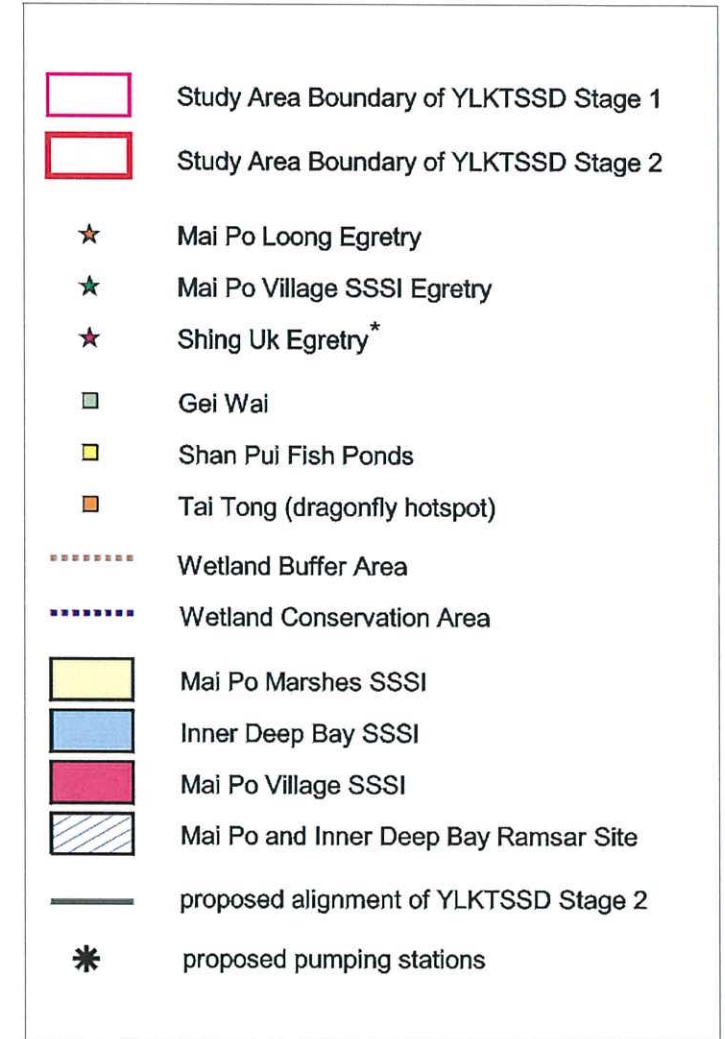 Study Area Boundary of YLKTSSD Stage 1
Study Area Boundary of YLKTSSD Stage 2
Mai Po Loong Egretry
Mai Po Village SSSI Egretry
Shing Uk Egretry*
Gei Wai
Shan Pui Fish Ponds
Tai Tong (dragonfly hotspot)
Wetland Buffer Area
Wetland Conservation Area
Mai Po Marshes SSSI
Inner Deep Bay SSSI
Mai Po Village SSSI
Mai Po and Inner Deep Bay Ramsar Site
proposed alignment of YLKTSSD Stage 2
proposed pumping stations